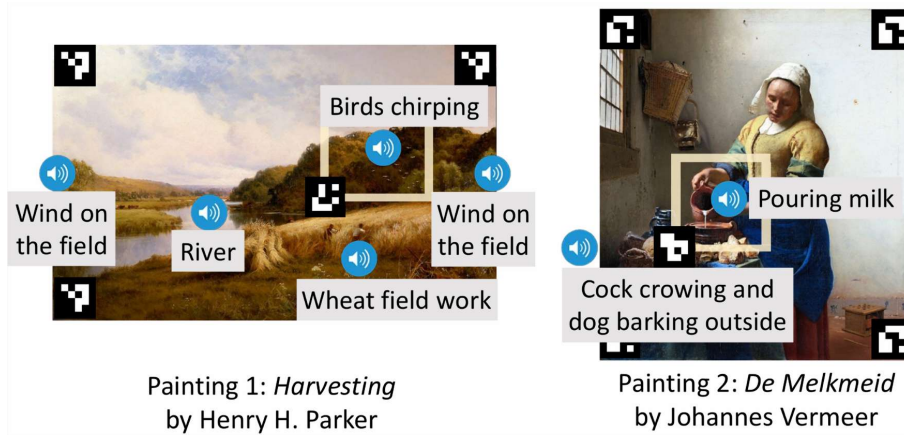 Birds chirping
Wind on
the field
River
Wind on
the field
Wheat field work
Pouring milk
Cock crowing and
dog barking outside
Painting 1: Harvesting
by Henry H. Parker
Painting 2: De Melkmeid
by Johannes Vermeer